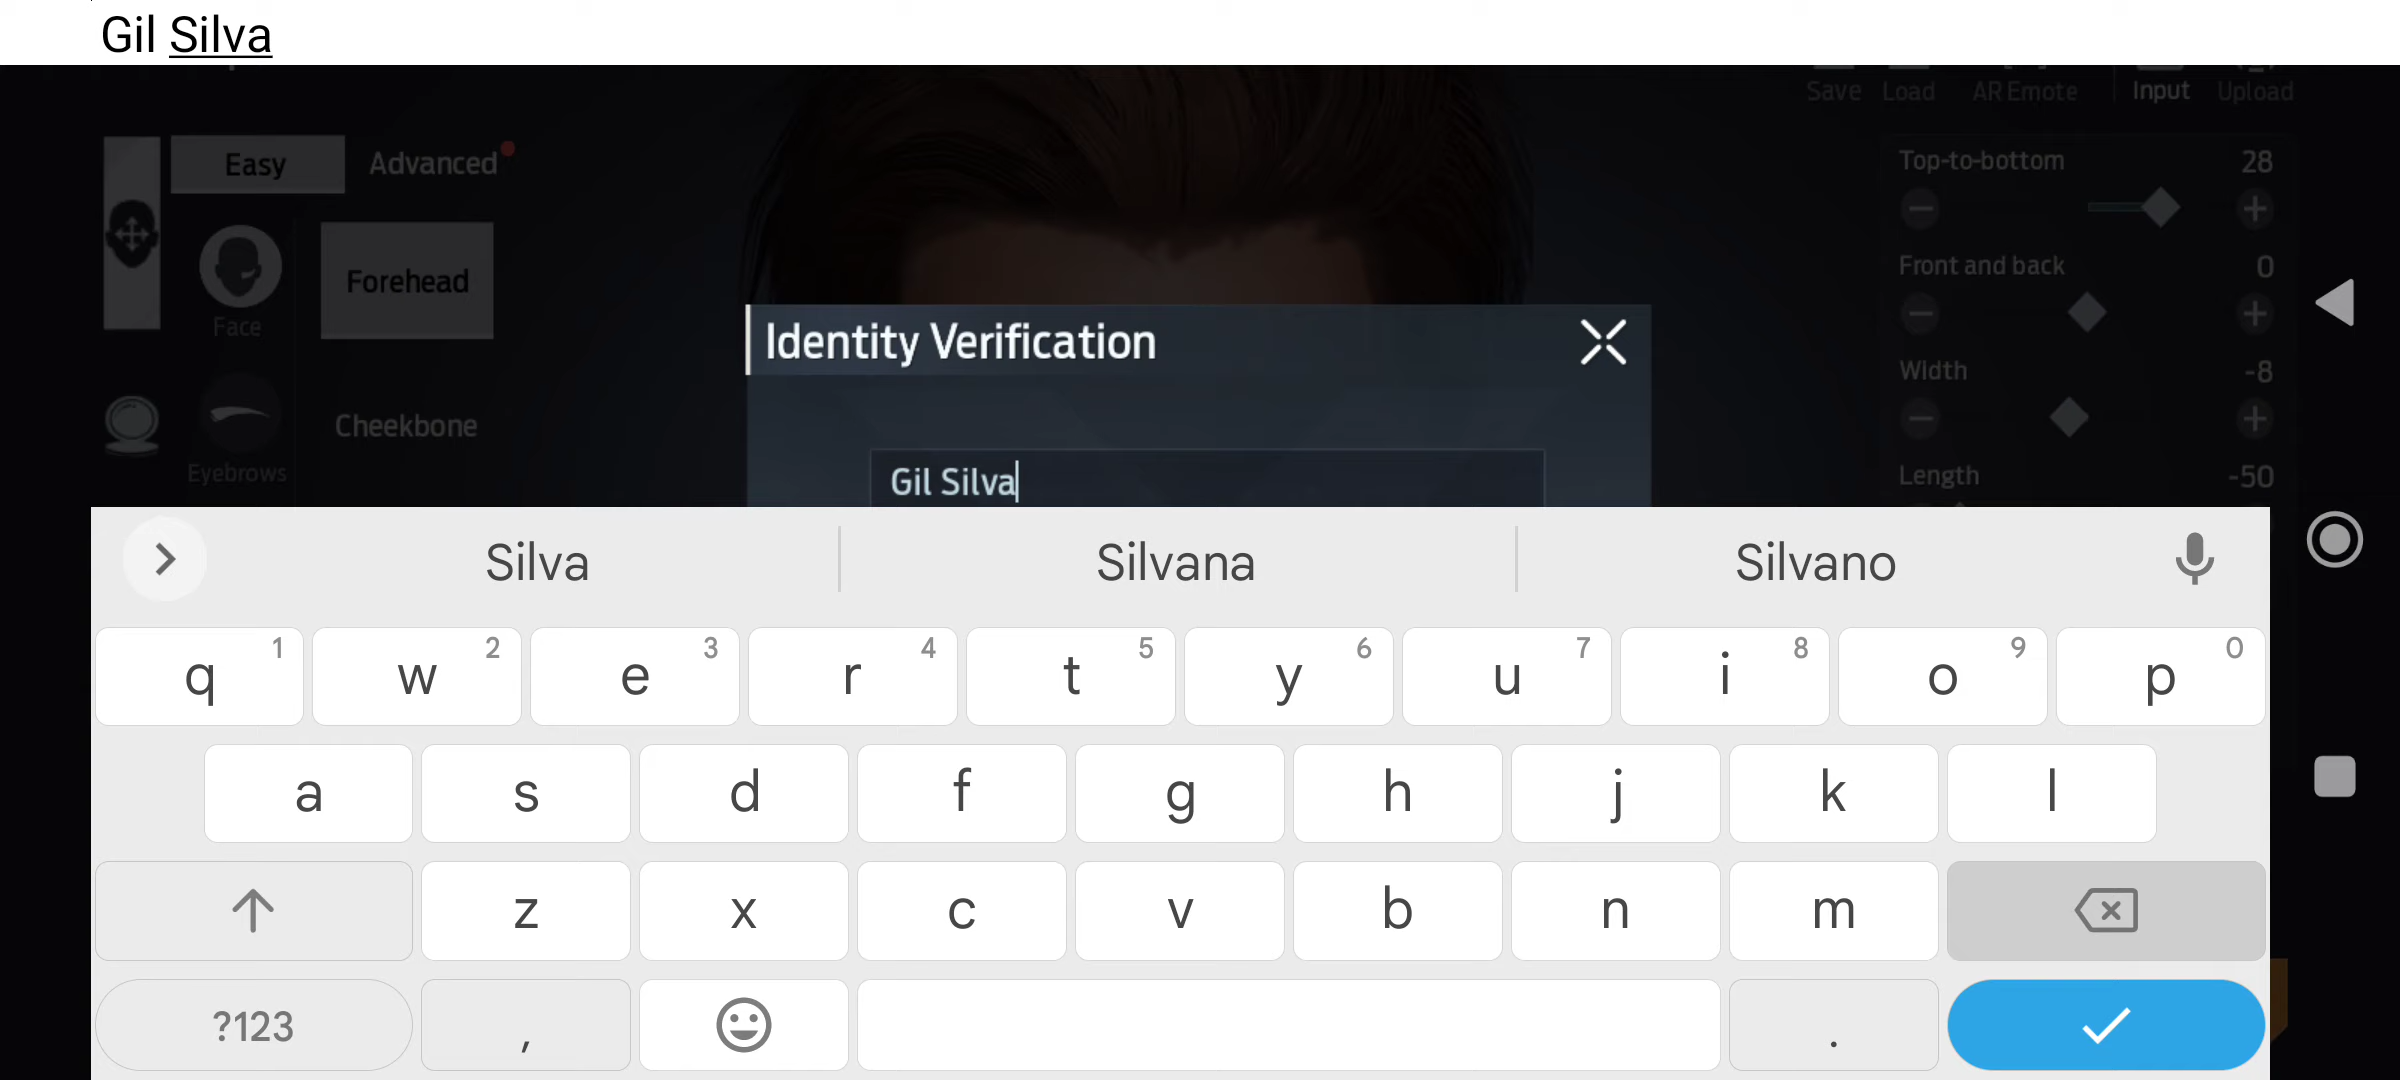 Gil Silva
Save Load AR Emote Input Upload
Easy Advanced
Top-to-bottom 28
Front and back 0
Width -8
Length -50
Face
Forehead
Eyebrows
Cheekbone
Identity Verification
Gil Silva
Silva Silvana Silvano
q 1 w 2 e 3 r 4 t 5 y 6 u 7 i 8 o 9 p 0
a s d f g h j k l
z x c v b n m
?123 , .